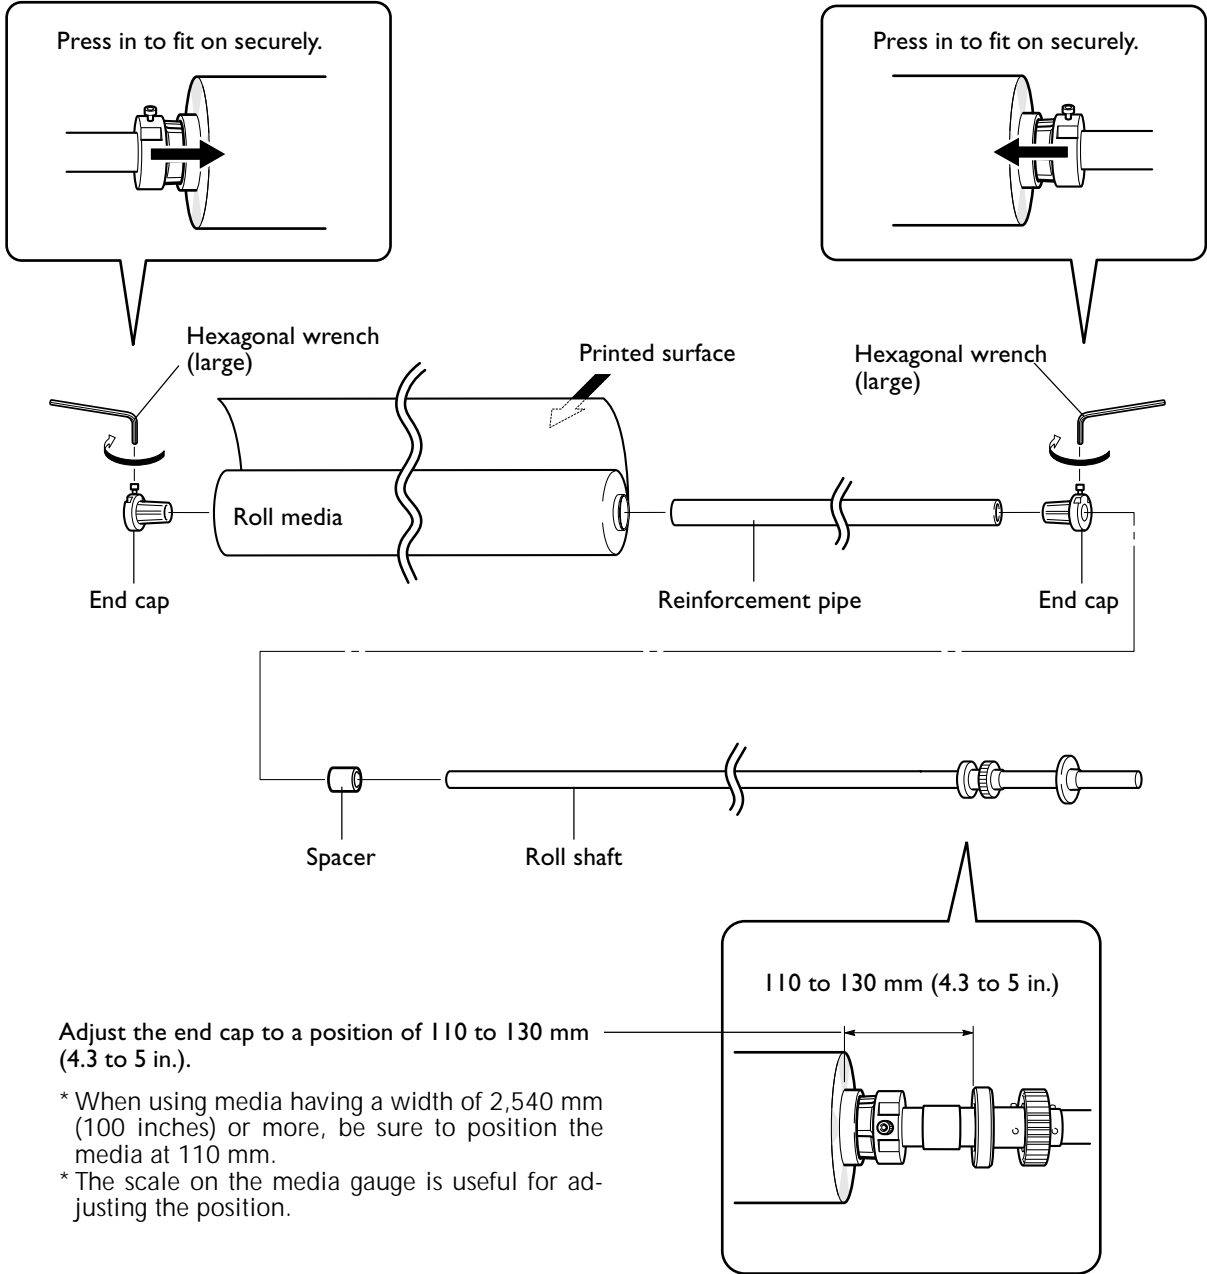 Press in to fit on securely.
Press in to fit on securely.
Hexagonal wrench
(large)
Printed surface
Hexagonal wrench
(large)
Roll media
End cap
Reinforcement pipe
End cap
Spacer
Roll shaft
110 to 130 mm (4.3 to 5 in.)
Adjust the end cap to a position of 110 to 130 mm
(4.3 to 5 in.).
* When using media having a width of 2,540 mm
(100 inches) or more, be sure to position the
media at 110 mm.
* The scale on the media gauge is useful for ad-
justing the position.